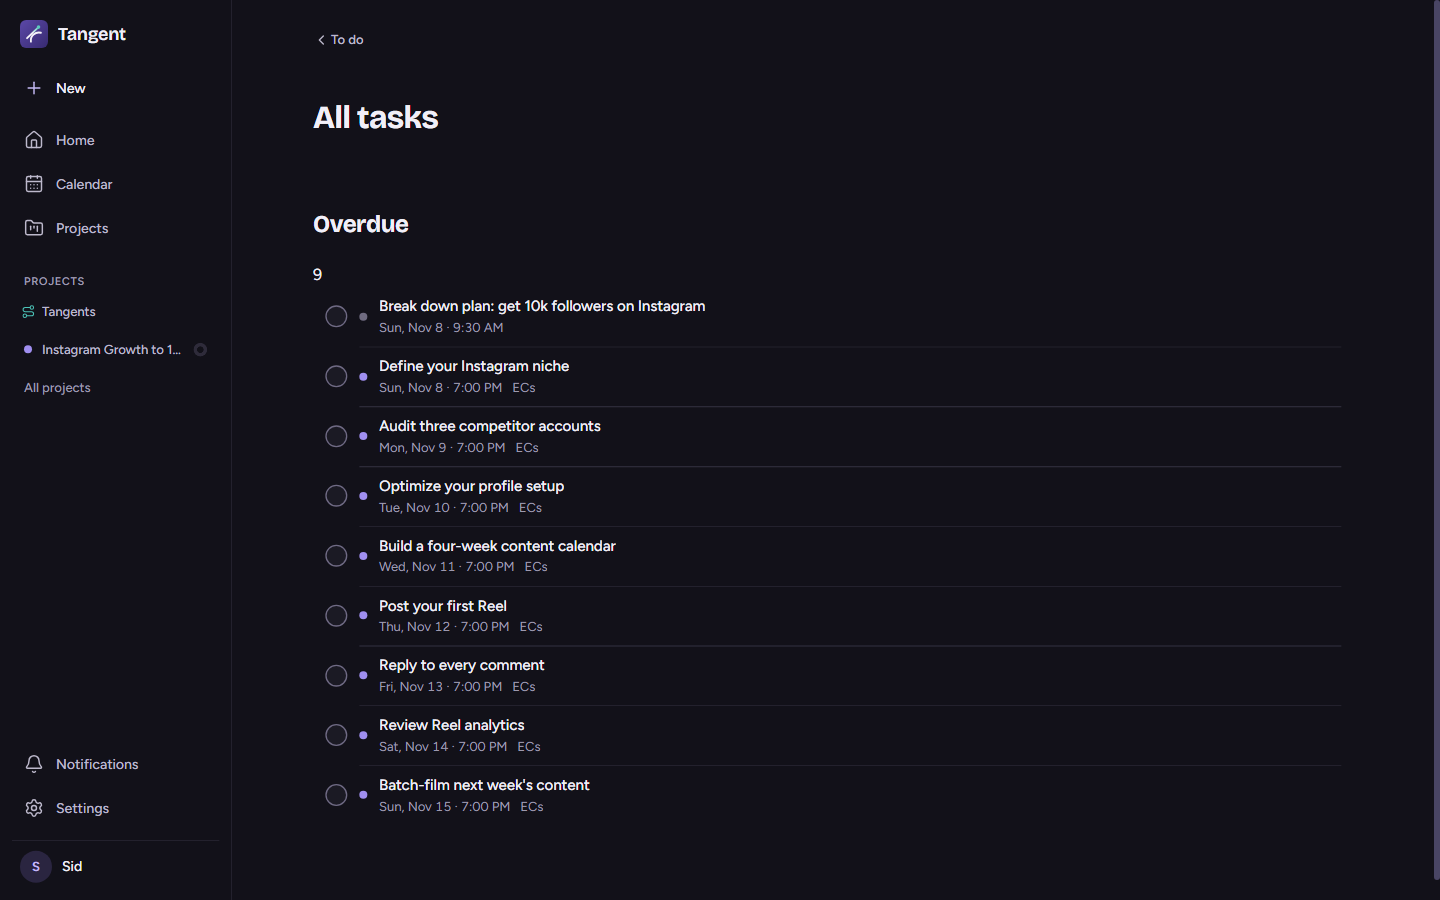 Tangent
New
Home
Calendar
Projects
PROJECTS
Tangents
Instagram Growth to 1...
All projects
Notifications
Settings
S
Sid
To do
All tasks
Overdue
9
Break down plan: get 10k followers on Instagram
Sun, Nov 8 · 9:30 AM
Define your Instagram niche
Sun, Nov 8 · 7:00 PM ECs
Audit three competitor accounts
Mon, Nov 9 · 7:00 PM ECs
Optimize your profile setup
Tue, Nov 10 · 7:00 PM ECs
Build a four-week content calendar
Wed, Nov 11 · 7:00 PM ECs
Post your first Reel
Thu, Nov 12 · 7:00 PM ECs
Reply to every comment
Fri, Nov 13 · 7:00 PM ECs
Review Reel analytics
Sat, Nov 14 · 7:00 PM ECs
Batch-film next week's content
Sun, Nov 15 · 7:00 PM ECs